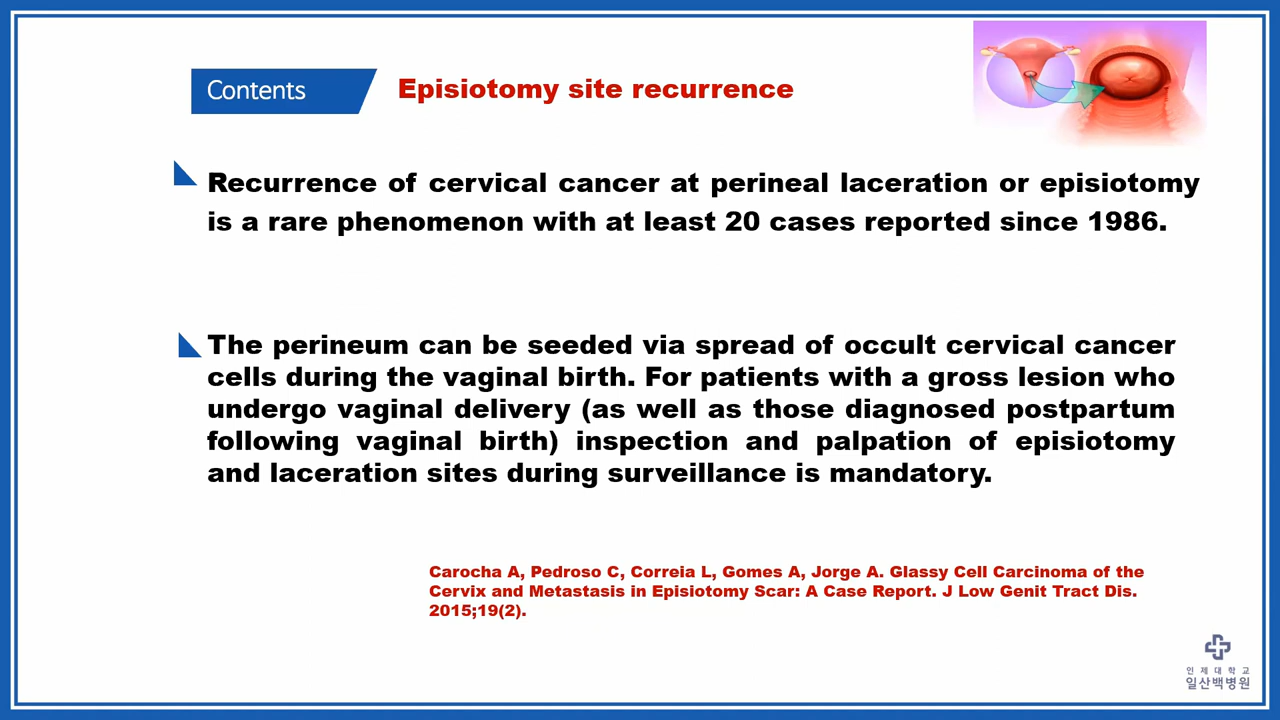 Contents
Episiotomy site recurrence
Recurrence of cervical cancer at perineal laceration or episiotomy
is a rare phenomenon with at least 20 cases reported since 1986.
The perineum can be seeded via spread of occult cervical cancer
cells during the vaginal birth. For patients with a gross lesion who
undergo vaginal delivery (as well as those diagnosed postpartum
following vaginal birth) inspection and palpation of episiotomy
and laceration sites during surveillance is mandatory.
Carocha A, Pedroso C, Correia L, Gomes A, Jorge A. Glassy Cell Carcinoma of the
Cervix and Metastasis in Episiotomy Scar: A Case Report. J Low Genit Tract Dis.
2015;19(2).
인제대학교
일산백병원